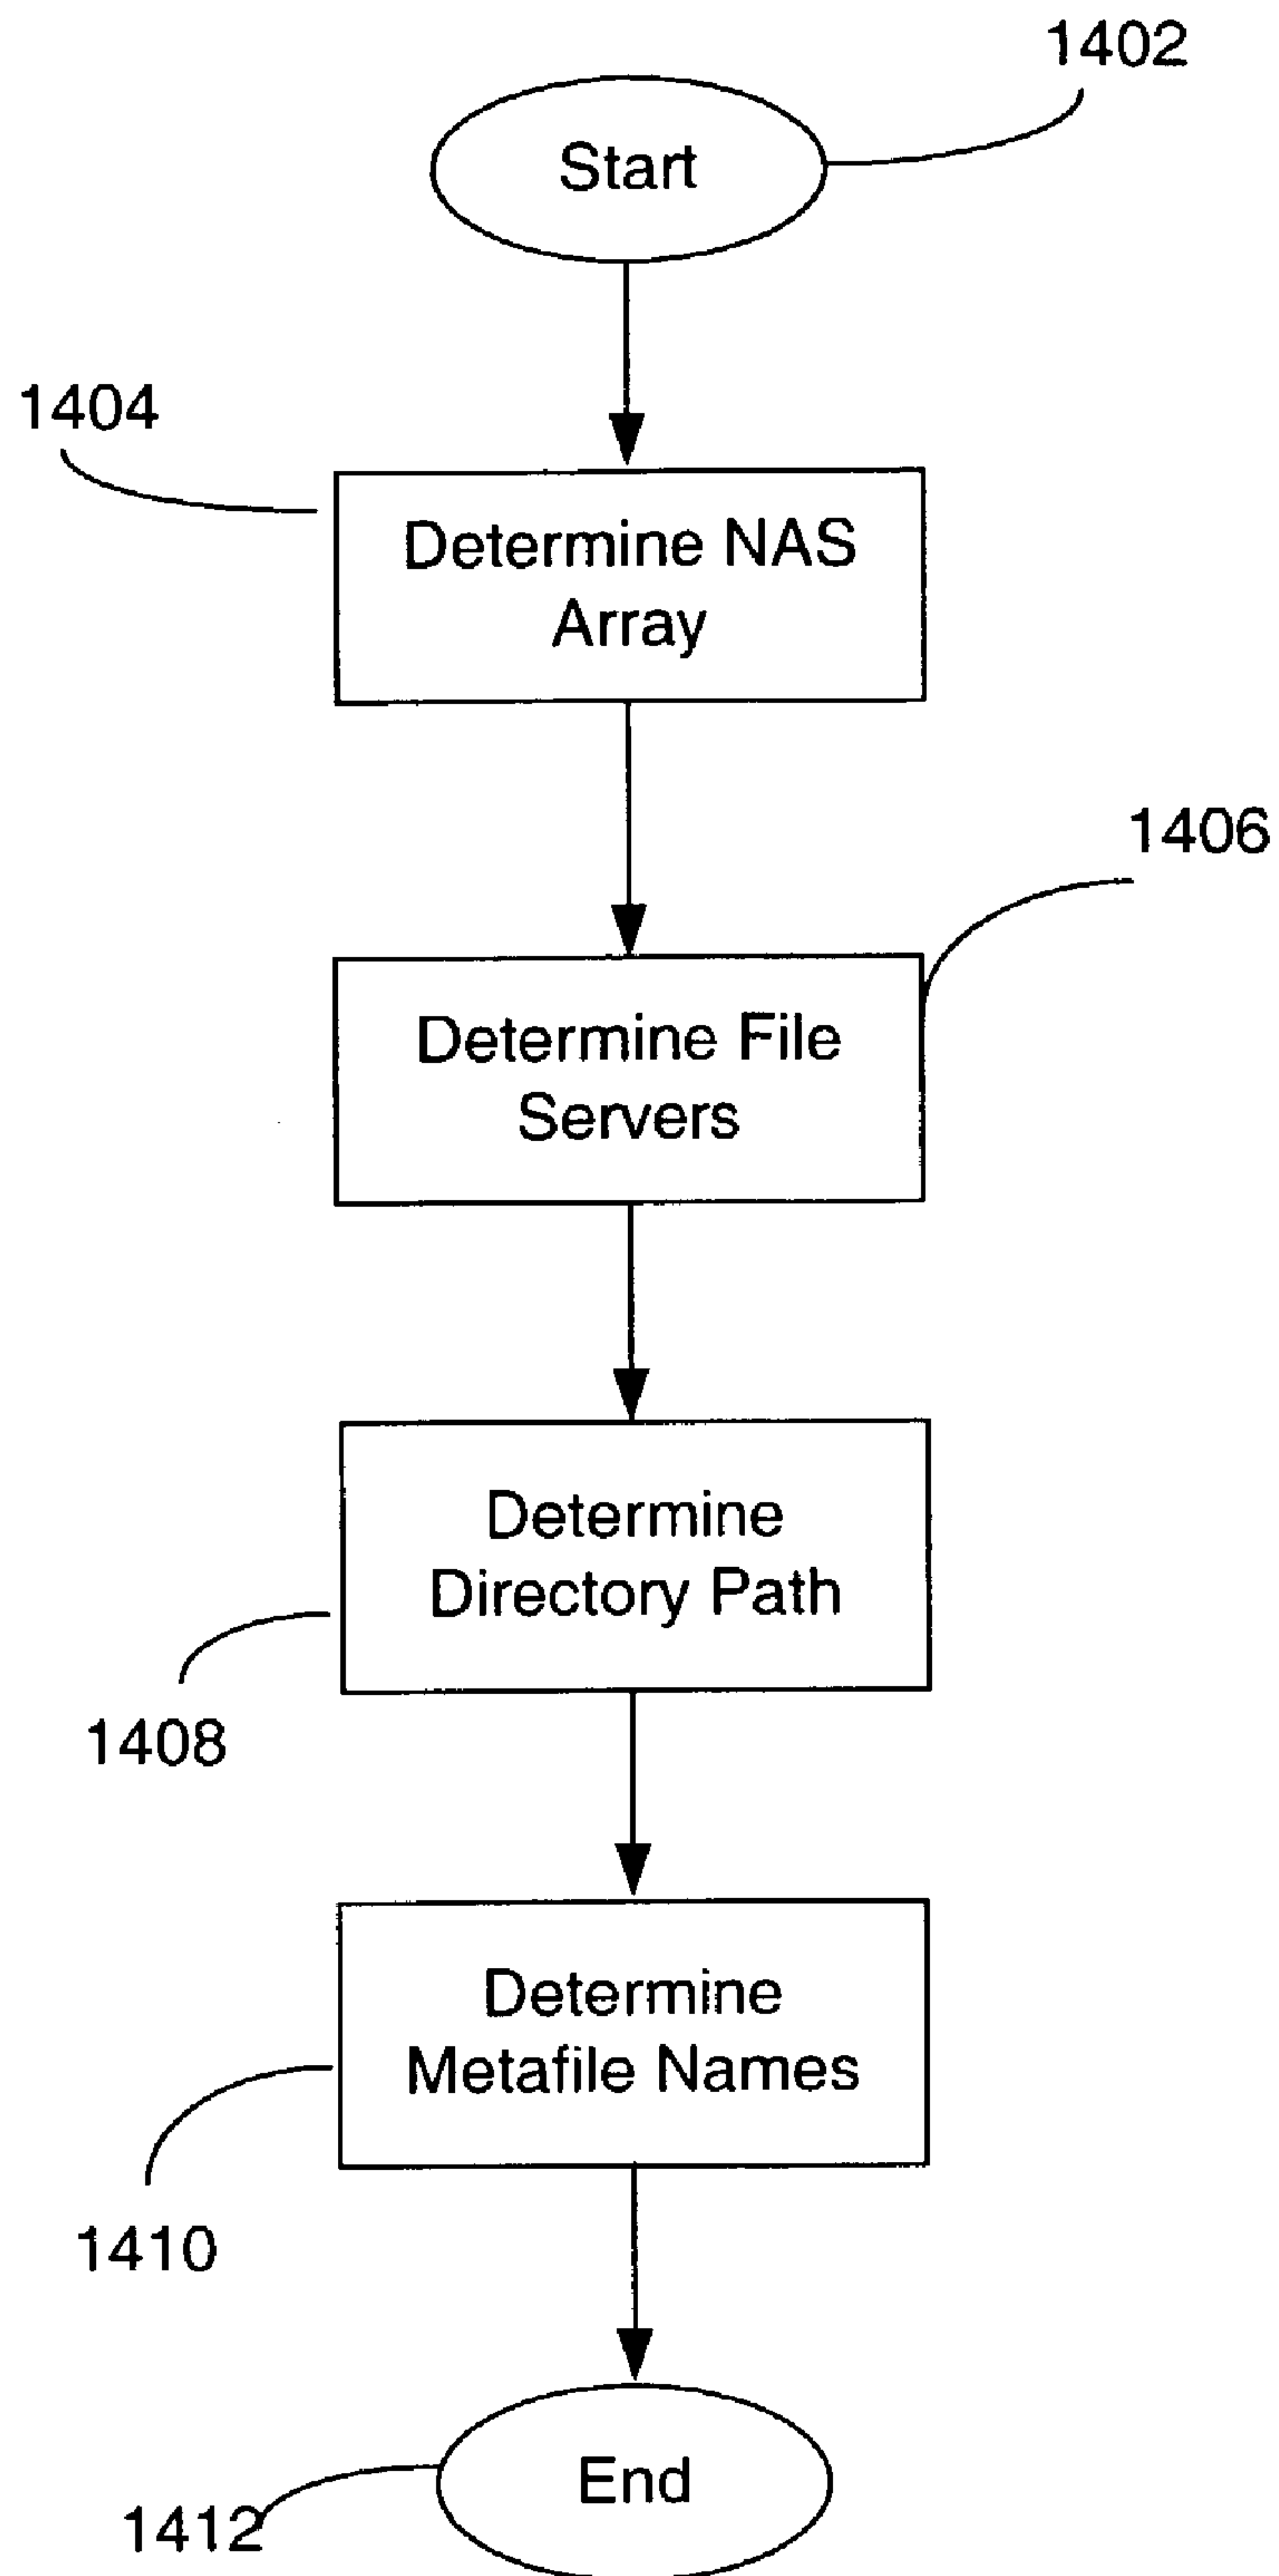 1402
Start
1404
Determine NAS
Array
1406
Determine File
Servers
Determine
Directory Path
1408
Determine
Metafile Names
1410
End
1412